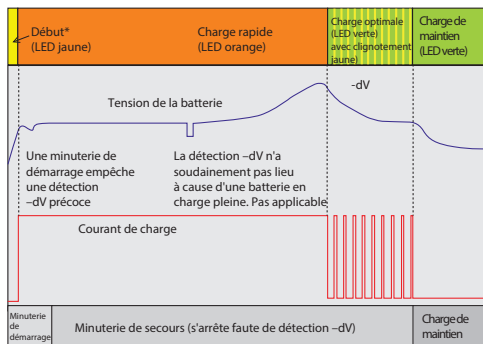 Début*
(LED jaune)
Charge rapide
(LED orange)
Charge optimale
(LED verte)
avec clignotement
jaune)
Charge de
maintien
(LED verte)
-dV
Tension de la batterie
Une minuterie de
démarrage empêche
une détection
–dV précoce
La détection –dV n'a
soudainement pas lieu
à cause d'une batterie en
charge pleine. Pas applicable
Courant de charge
Minuterie
de
démarrage
Minuterie de secours (s'arrête faute de détection –dV)
Charge de
maintien